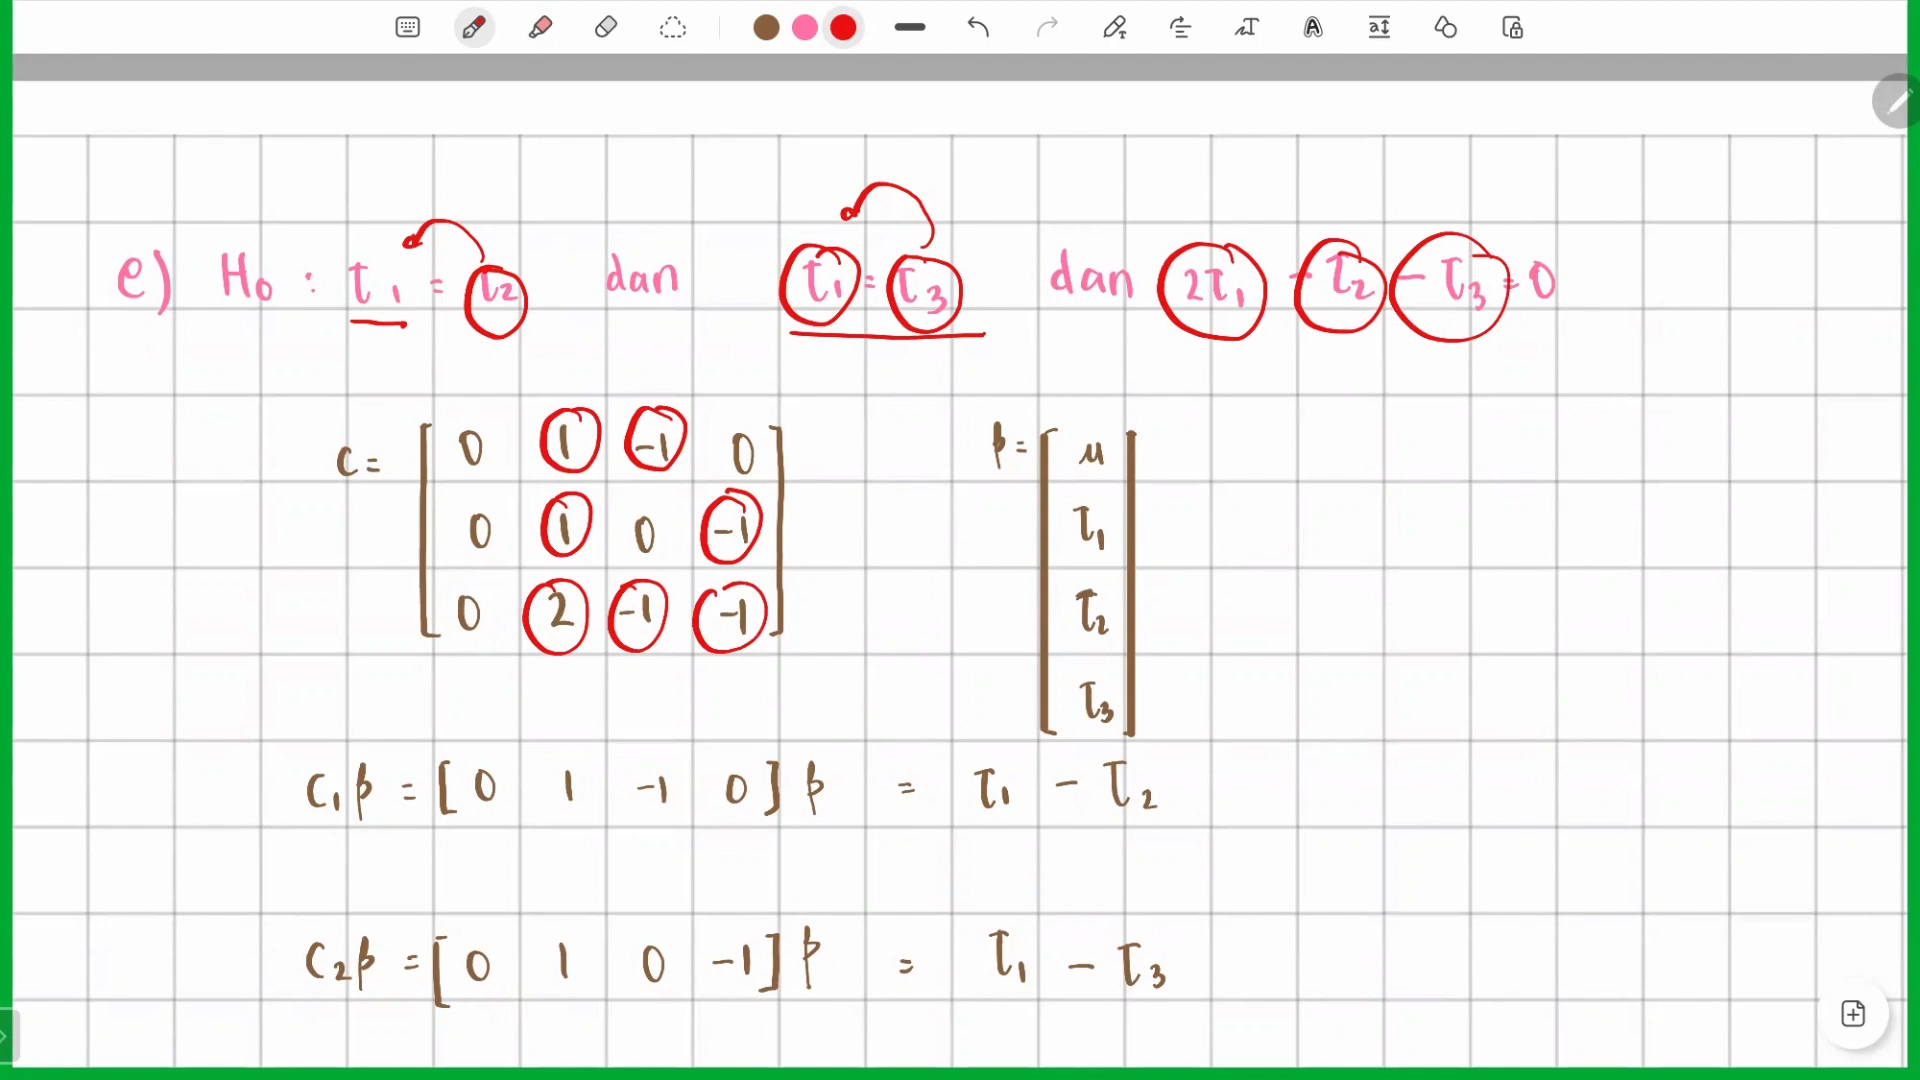 e) H₀ : τ₁ = τ₂ dan τ₁ = τ₃ dan 2τ₁ - τ₂ - τ₃ = 0
C = [ 0 1 -1 0 ]
[ 0 1 0 -1 ]
[ 0 2 -1 -1 ]
β = [ μ ]
[ τ₁ ]
[ τ₂ ]
[ τ₃ ]
C₁β = [ 0 1 -1 0 ] β = τ₁ - τ₂
C₂β = [ 0 1 0 -1 ] β = τ₁ - τ₃